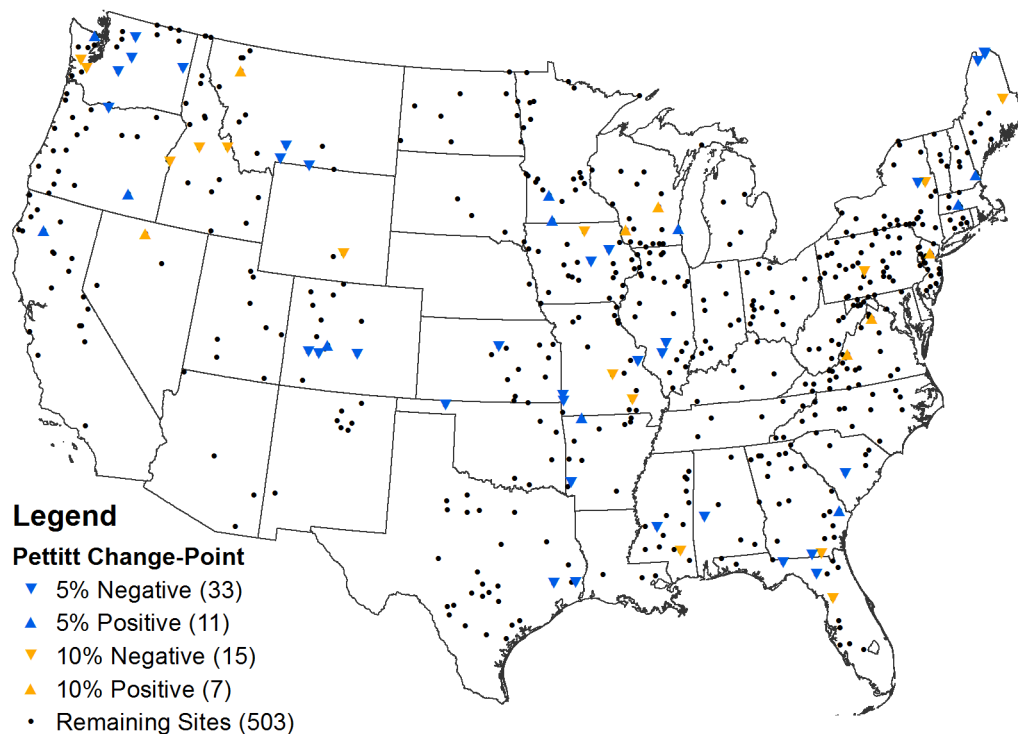 Legend
Pettitt Change-Point
5% Negative (33)
5% Positive (11)
10% Negative (15)
10% Positive (7)
Remaining Sites (503)